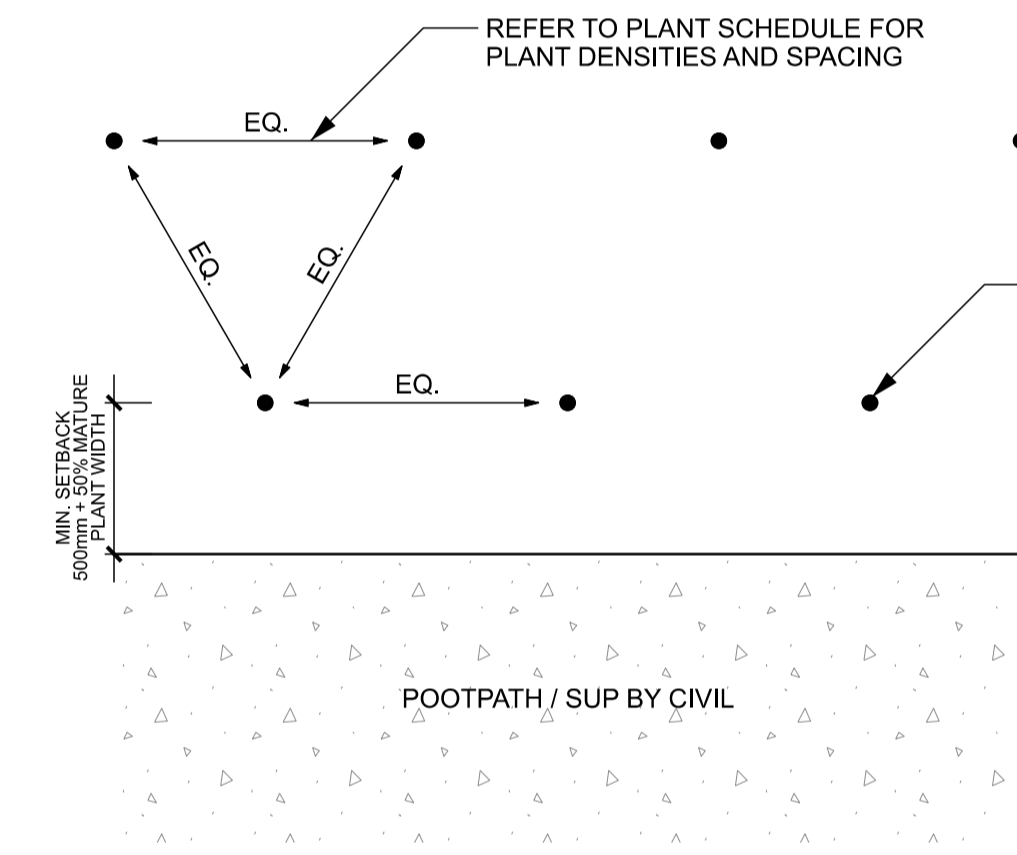 REFER TO PLANT SCHEDULE FOR
PLANT DENSITIES AND SPACING
EQ.
EQ.
EQ.
EQ.
MIN. SETBACK
500mm + 50% MATURE
PLANT WIDTH
POOTPATH / SUP BY CIVIL